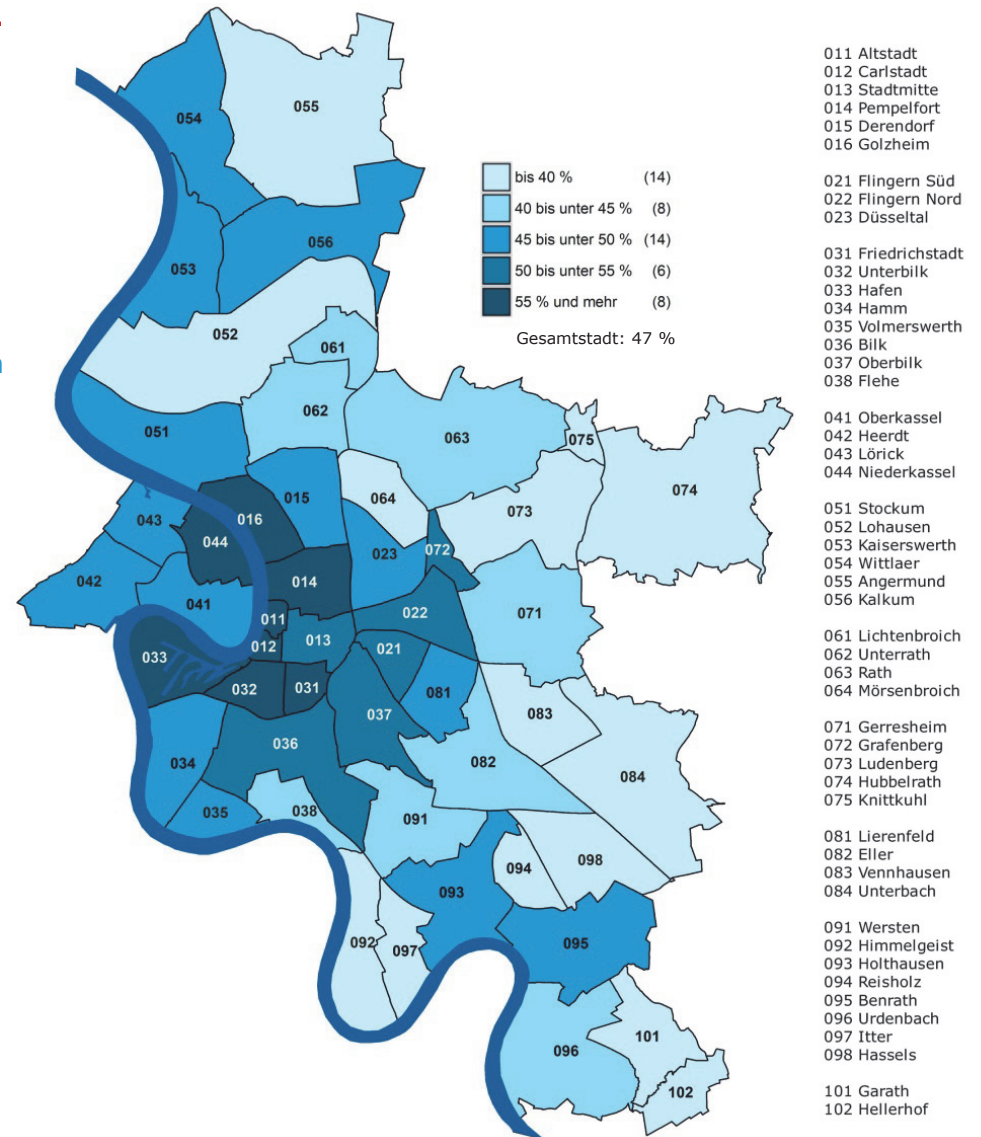 055
054
056
053
052
061
062
051
063
075
074
015
064
073
016
043
044
023
072
042
014
041
022
071
011
013
012
021
033
032
031
081
037
083
036
034
082
084
035
038
091
098
094
093
092
097
095
101
096
102
bis 40 % (14)
40 bis unter 45 % (8)
45 bis unter 50 % (14)
50 bis unter 55 % (6)
55 % und mehr (8)
Gesamtstadt: 47 %
011 Altstadt
012 Carlstadt
013 Stadtmitte
014 Pempelfort
015 Derendorf
016 Golzheim
021 Flingern Süd
022 Flingern Nord
023 Düsseltal
031 Friedrichstadt
032 Unterbilk
033 Hafen
034 Hamm
035 Volmerswerth
036 Bilk
037 Oberbilk
038 Flehe
041 Oberkassel
042 Heerdt
043 Lörick
044 Niederkassel
051 Stockum
052 Lohausen
053 Kaiserswerth
054 Wittlaer
055 Angermund
056 Kalkum
061 Lichtenbroich
062 Unterrath
063 Rath
064 Mörsenbroich
071 Gerresheim
072 Grafenberg
073 Ludenberg
074 Hubbelrath
075 Knittkuhl
081 Lierenfeld
082 Eller
083 Vennhausen
084 Unterbach
091 Wersten
092 Himmelgeist
093 Holthausen
094 Reisholz
095 Benrath
096 Urdenbach
097 Itter
098 Hassels
101 Garath
102 Hellerhof